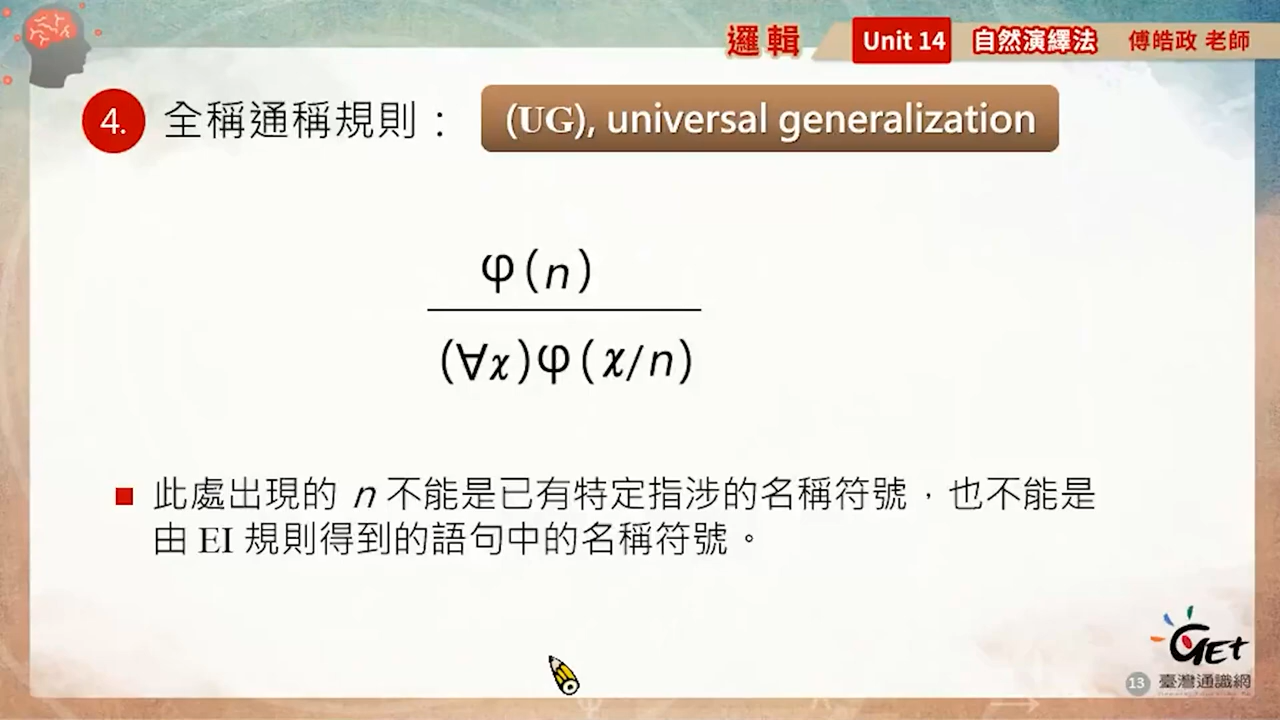 邏輯 Unit 14 自然演繹法 傅皓政 老師
4. 全稱通稱規則： (UG), universal generalization
φ(n)
(∀x)φ(x/n)
此處出現的 n 不能是已有特定指涉的名稱符號，也不能是
由 EI 規則得到的語句中的名稱符號。
GET
13 臺灣通識網